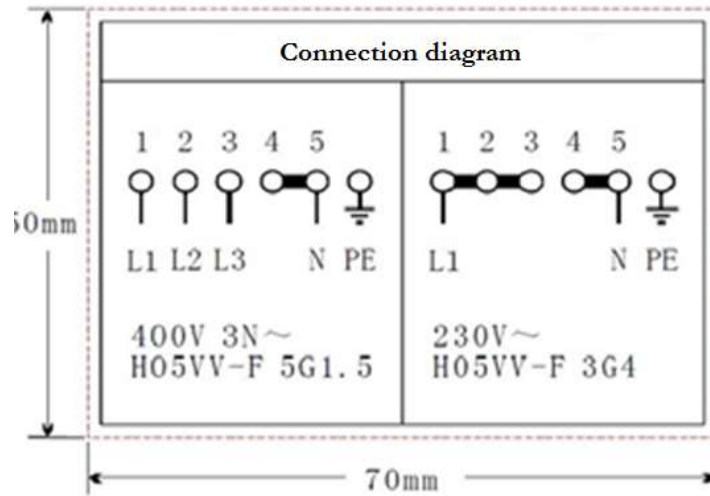 Connection diagram
1 2 3 4 5
L1 L2 L3 N PE
400V 3N~
H05VV-F 5G1.5
1 2 3 4 5
L1 N PE
230V~
H05VV-F 3G4
70mm